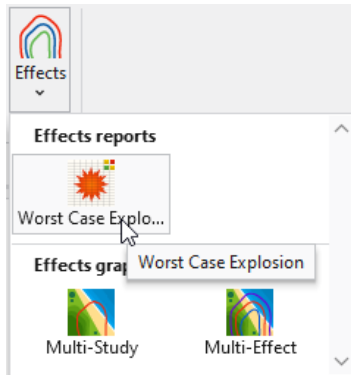 Effects
Effects reports
Worst Case Explo...
Worst Case Explosion
Effects grap
Multi-Study
Multi-Effect